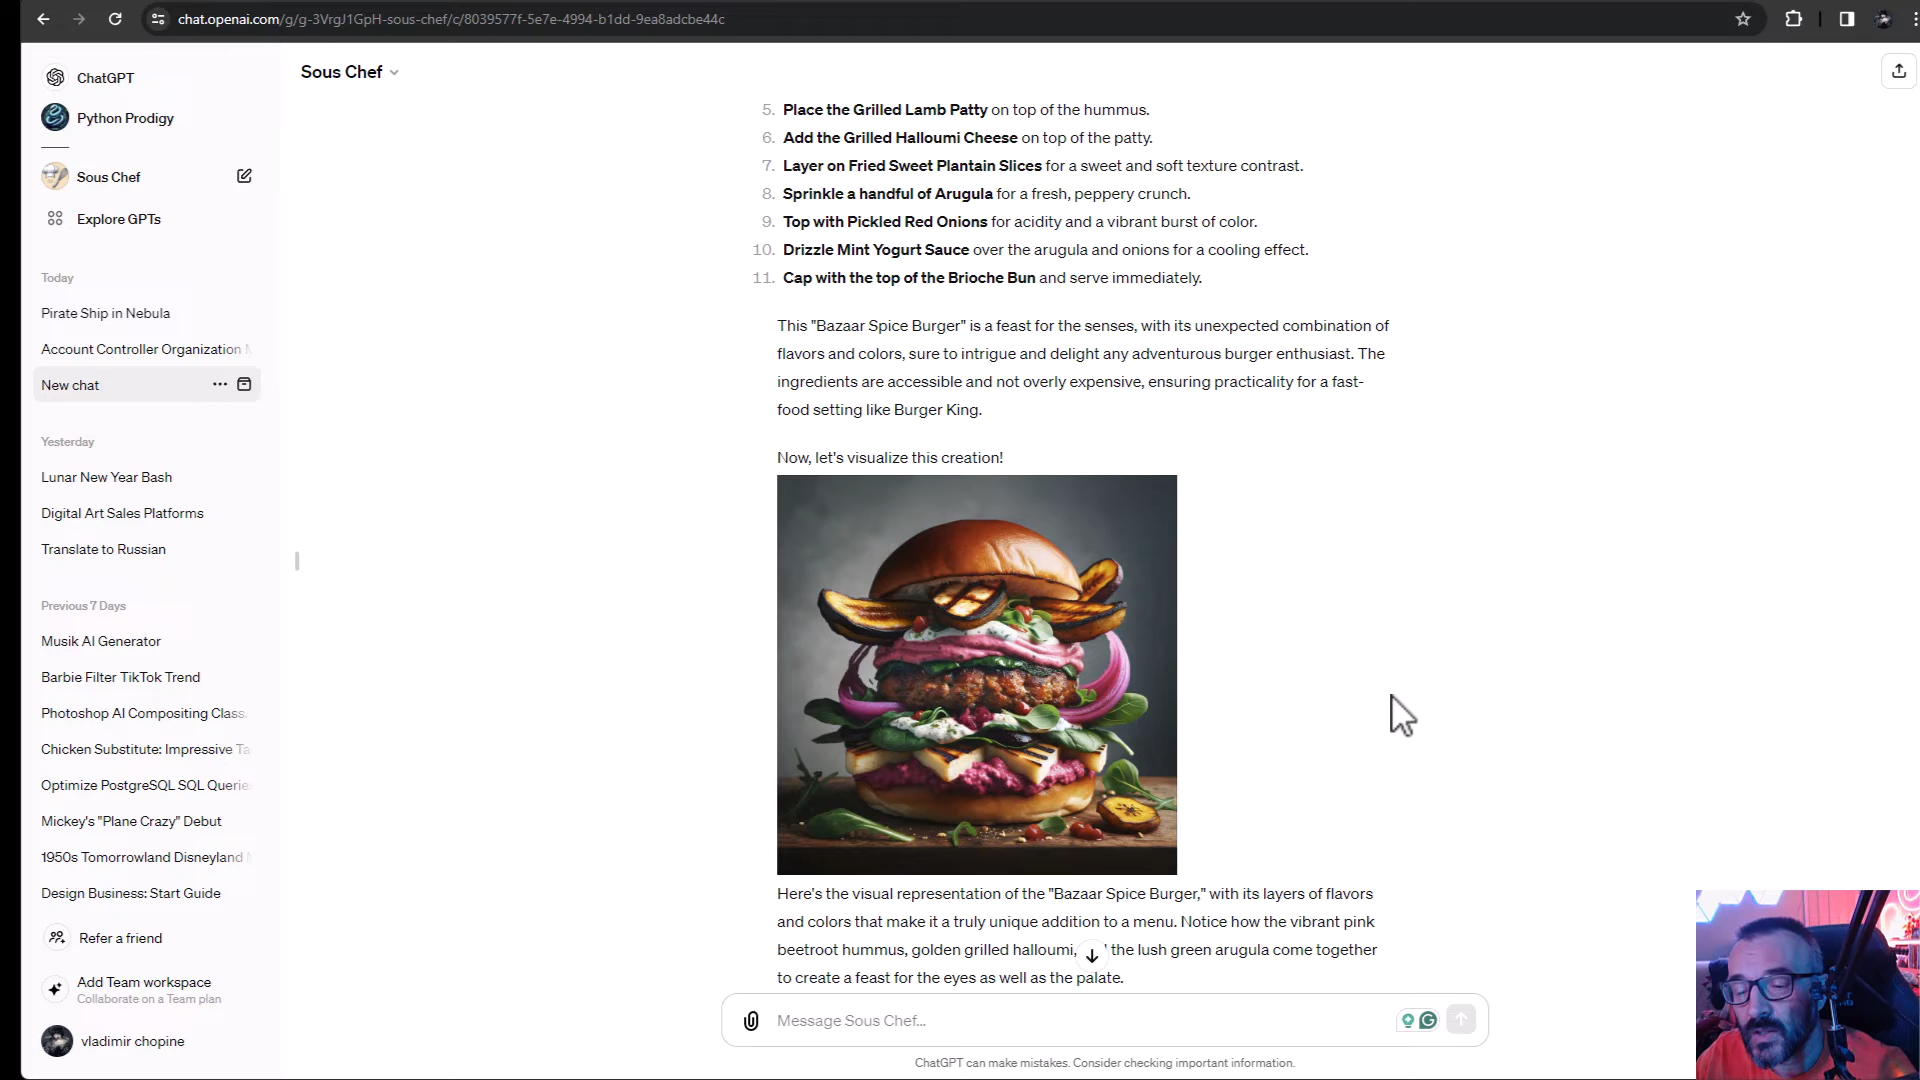 chat.openai.com/g/g-3VrgJ1GpH-sous-chef/c/8039577f-5e7e-4994-b1dd-9ea8adcbe44c
ChatGPT
Python Prodigy
Sous Chef
Explore GPTs
Today
Pirate Ship in Nebula
Account Controller Organization
New chat
Yesterday
Lunar New Year Bash
Digital Art Sales Platforms
Translate to Russian
Previous 7 Days
Musik AI Generator
Barbie Filter TikTok Trend
Photoshop AI Compositing Class.
Chicken Substitute: Impressive Ta
Optimize PostgreSQL SQL Querie
Mickey's "Plane Crazy" Debut
1950s Tomorrowland Disneyland
Design Business: Start Guide
Refer a friend
Add Team workspace
Collaborate on a Team plan
vladimir chopine
Sous Chef
5. Place the Grilled Lamb Patty on top of the hummus.
6. Add the Grilled Halloumi Cheese on top of the patty.
7. Layer on Fried Sweet Plantain Slices for a sweet and soft texture contrast.
8. Sprinkle a handful of Arugula for a fresh, peppery crunch.
9. Top with Pickled Red Onions for acidity and a vibrant burst of color.
10. Drizzle Mint Yogurt Sauce over the arugula and onions for a cooling effect.
11. Cap with the top of the Brioche Bun and serve immediately.
This "Bazaar Spice Burger" is a feast for the senses, with its unexpected combination of
flavors and colors, sure to intrigue and delight any adventurous burger enthusiast. The
ingredients are accessible and not overly expensive, ensuring practicality for a fast-
food setting like Burger King.
Now, let's visualize this creation!
Here's the visual representation of the "Bazaar Spice Burger," with its layers of flavors
and colors that make it a truly unique addition to a menu. Notice how the vibrant pink
beetroot hummus, golden grilled halloumi, the lush green arugula come together
to create a feast for the eyes as well as the palate.
Message Sous Chef...
ChatGPT can make mistakes. Consider checking important information.